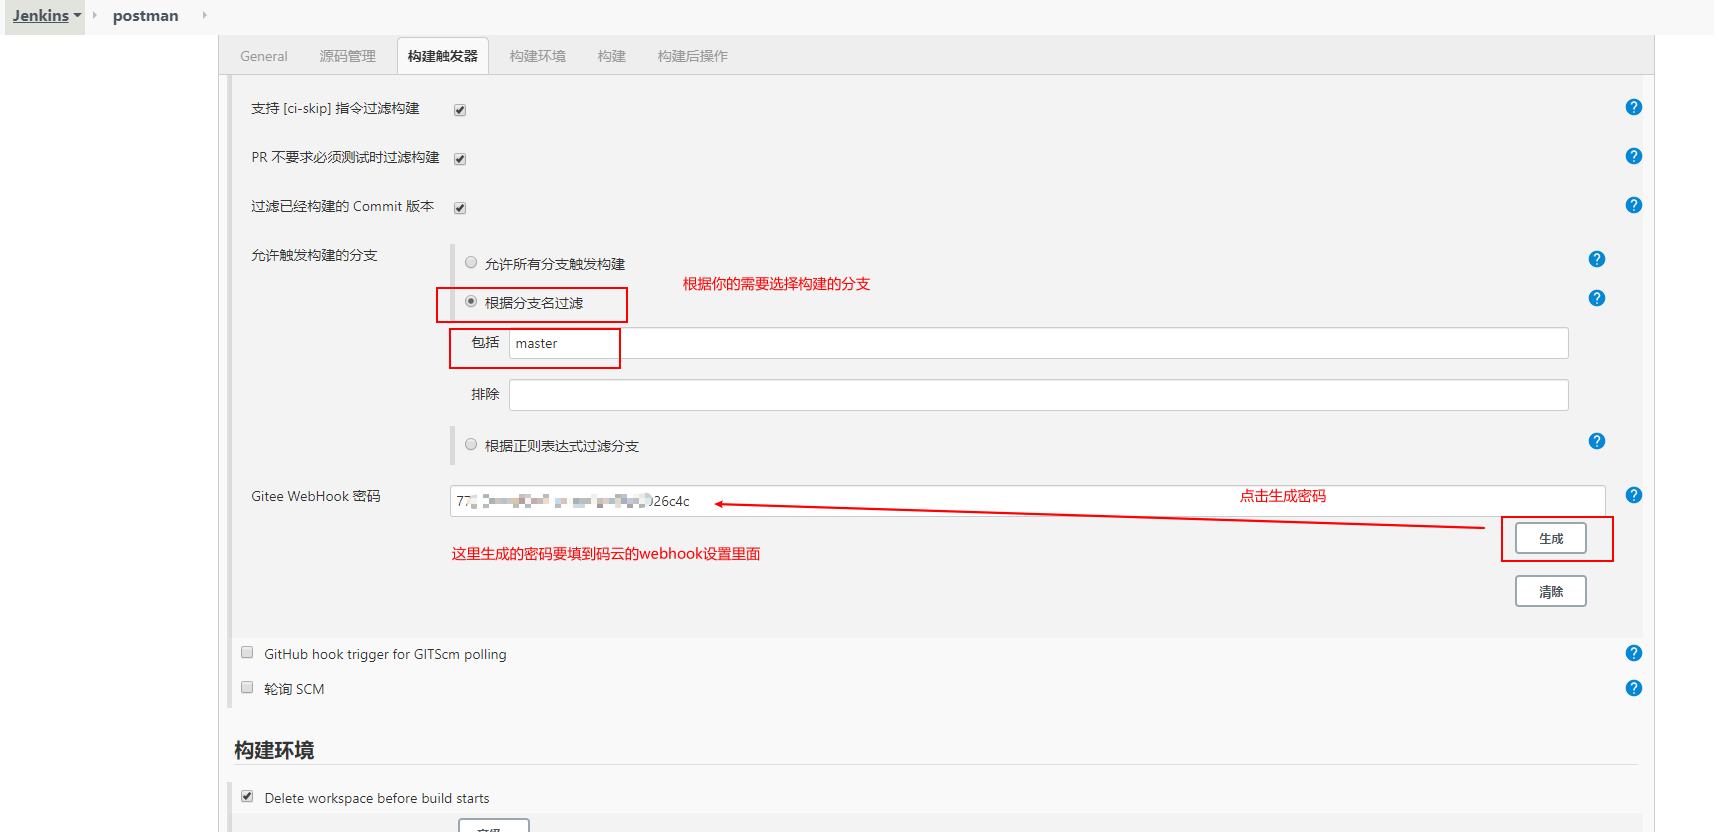 Jenkins postman
General 源码管理 构建触发器 构建环境 构建 构建后操作
支持 [ci-skip] 指令过滤构建
PR 不要求必须测试时过滤构建
过滤已经构建的 Commit 版本
允许触发构建的分支
允许所有分支触发构建
根据你的需要选择构建的分支
根据分支名过滤
包括 master
排除
根据正则表达式过滤分支
Gitee WebHook 密码
点击生成密码
这里生成的密码要填到码云的webhook设置里面
生成
清除
GitHub hook trigger for GITScm polling
轮询 SCM
构建环境
Delete workspace before build starts